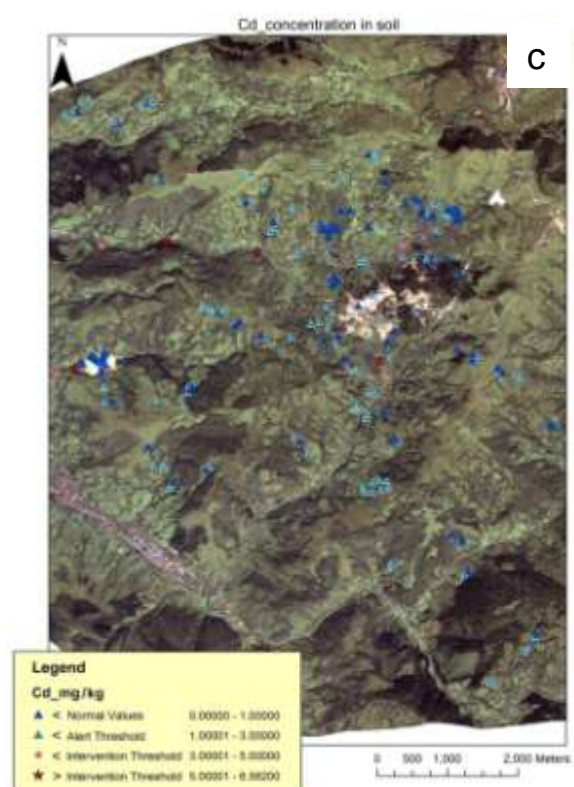 Cd_concentration in soil
C
N
Legend
Cd_mg/kg
< Normal Values 0.00000 - 1.00000
< Alert Threshold 1.00001 - 3.00000
< Intervention Threshold 3.00001 - 5.00000
> Intervention Threshold 5.00001 - 6.98200
0 500 1,000 2,000 Meters